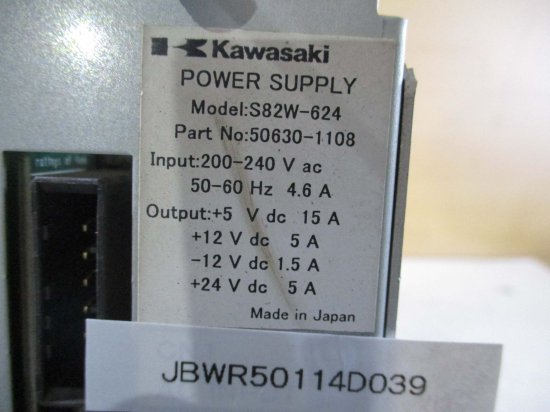 Kawasaki
POWER SUPPLY
Model:S82W-624
Part No:50630-1108
Input:200-240 V ac
50-60 Hz 4.6 A
Output:+5 V dc 15 A
+12 V dc 5 A
-12 V dc 1.5 A
+24 V dc 5 A
Made in Japan
JBWR50114D039